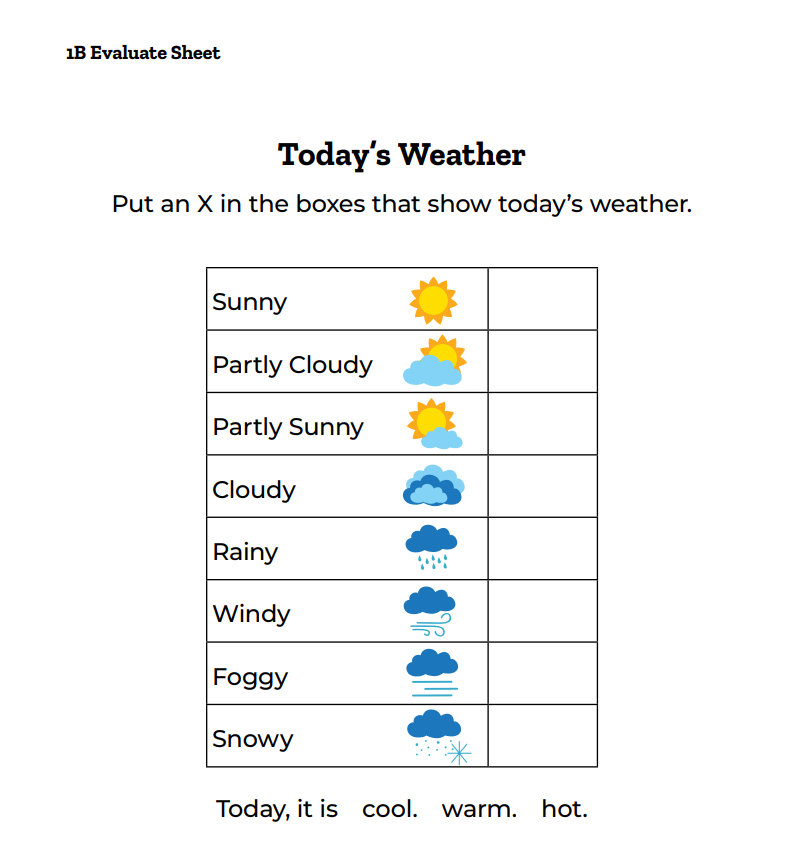 1B Evaluate Sheet
Today‘s Weather
Put an X in the boxes that show today’s weather.
Sunny
Partly Cloudy
Partly Sunny
Cloudy
Rainy
Windy
Foggy
Snowy
Today, it is cool. warm. hot.